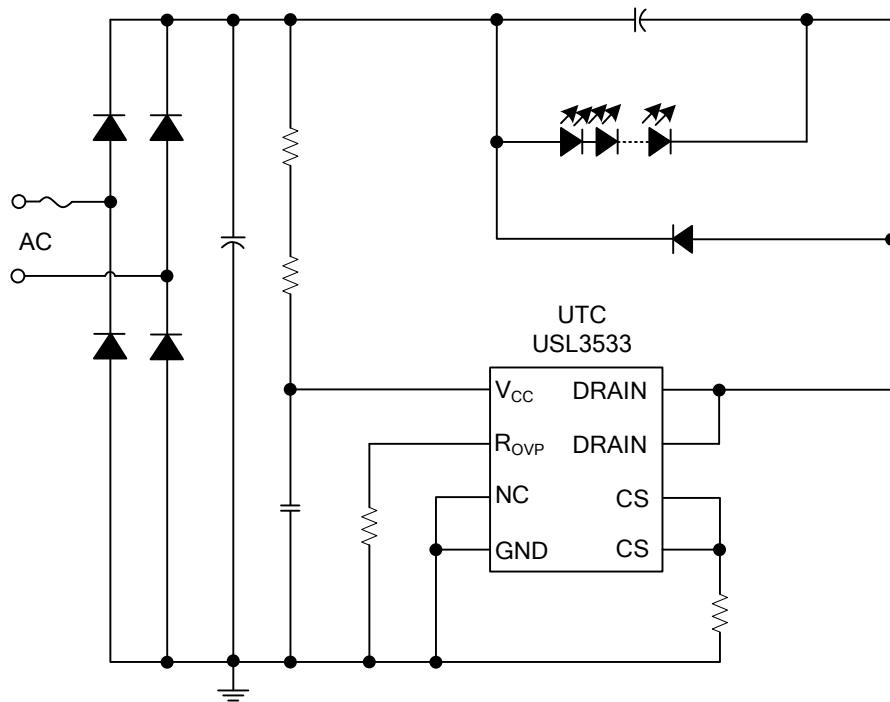 AC
UTC
USL3533
VCC
DRAIN
ROVP
DRAIN
NC
CS
GND
CS